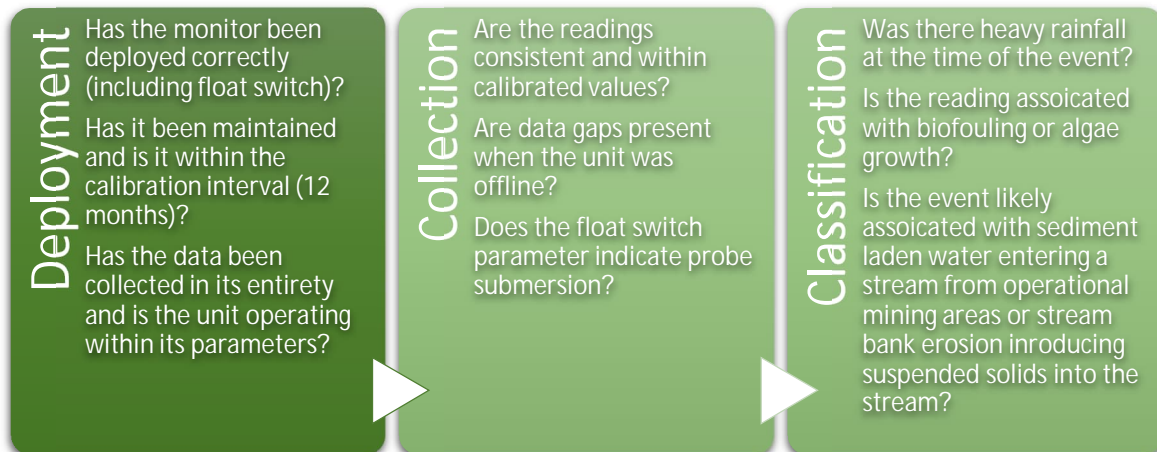 Deployment
Has the monitor been
deployed correctly
(including float switch)?
Has it been maintained
and is it within the
calibration interval (12
months)?
Has the data been
collected in its entirety
and is the unit operating
within its parameters?
Collection
Are the readings
consistent and within
calibrated values?
Are data gaps present
when the unit was
offline?
Does the float switch
parameter indicate probe
submersion?
Classification
Was there heavy rainfall
at the time of the event?
Is the reading assoicated
with biofouling or algae
growth?
Is the event likely
assoicated with sediment
laden water entering a
stream from operational
mining areas or stream
bank erosion inroducing
suspended solids into the
stream?